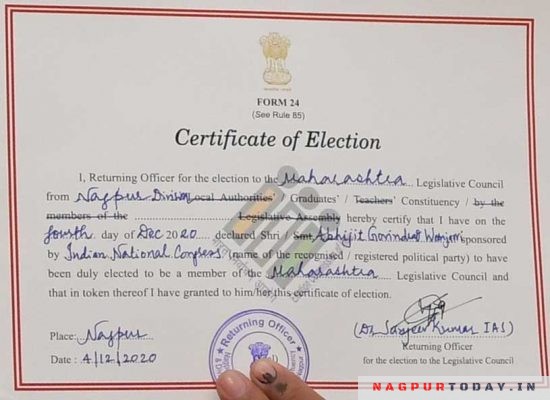 FORM 24
(See Rule 85)
Certificate of Election
I, Returning Officer for the election to the Maharashtra Legislative Council
from Nagpur Division Local Authorities' / Graduates' / Teachers' Constituency / by the
members of the Legislative Assembly hereby certify that I have on the
fourth day of Dec 2020 declared Shri / Smt Abhijit Govindrao Wanjarri sponsored
by Indian National Congress (name of the recognised / registered political party) to have
been duly elected to be a member of the Maharashtra Legislative Council and
that in token thereof I have granted to him/her this certificate of election.
(Dr Sanjeev Kumar IAS)
Place: Nagpur
Returning Officer
Date : 4/12/2020
for the election to the Legislative Council
Returning Officer
NAGPURTODAY.IN